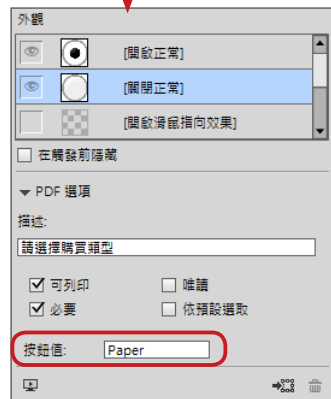 外觀
[開啟正常]
[關閉正常]
[開啟滑鼠指向效果]
在觸發前隱藏
PDF 選項
描述:
請選擇購買類型
可列印
唯讀
必要
依預設選取
按鈕值:
Paper